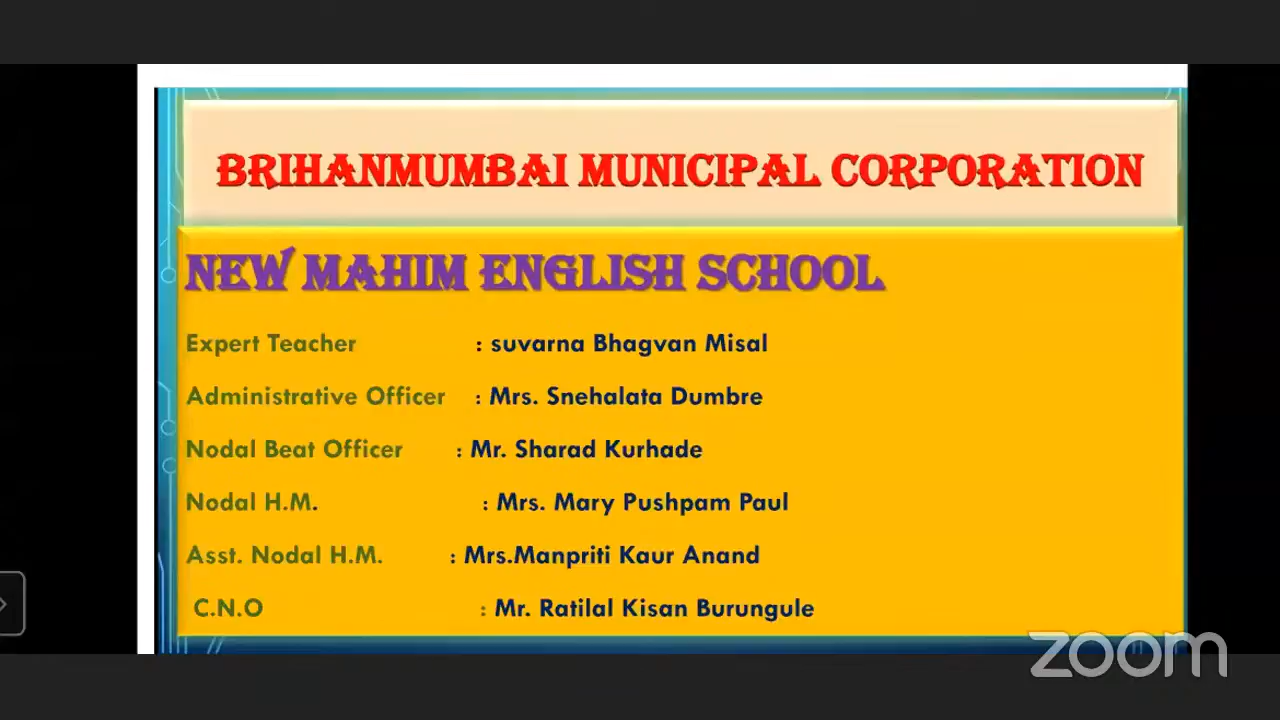 BRIHANMUMBAI MUNICIPAL CORPORATION
NEW MAHIM ENGLISH SCHOOL
Expert Teacher : suvarna Bhagvan Misal
Administrative Officer : Mrs. Snehalata Dumbre
Nodal Beat Officer : Mr. Sharad Kurhade
Nodal H.M. : Mrs. Mary Pushpam Paul
Asst. Nodal H.M. : Mrs.Manpriti Kaur Anand
C.N.O : Mr. Ratilal Kisan Burungule
zoom